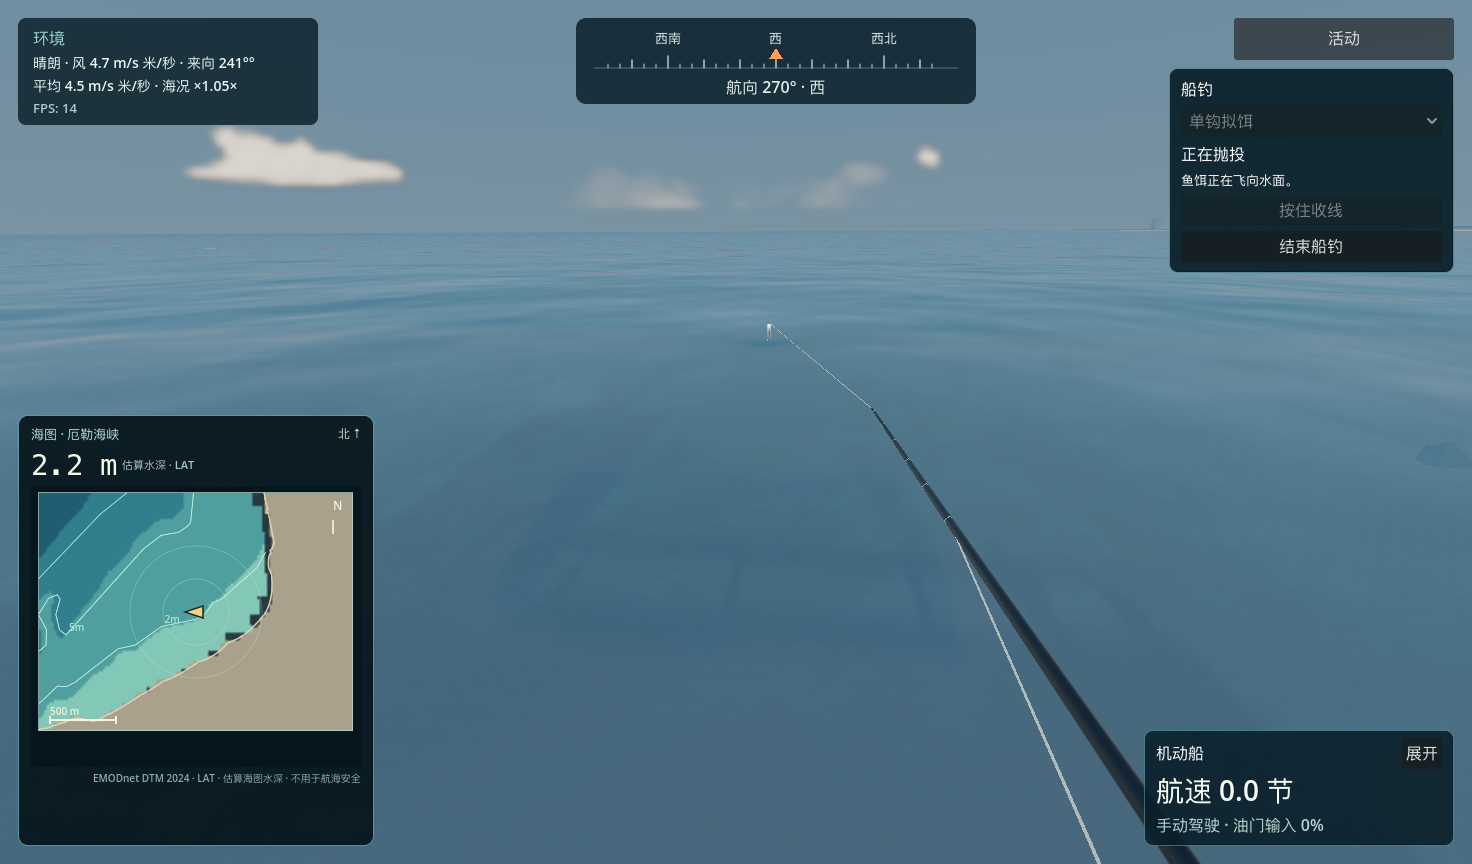 环境
晴朗 · 风 4.7 m/s 米/秒 · 来向 241°°
平均 4.5 m/s 米/秒 · 海况 ×1.05×
FPS: 14
西南 西 西北
航向 270° · 西
活动
船钓
单钩拟饵
正在抛投
鱼饵正在飞向水面。
按住收线
结束船钓
海图 · 厄勒海峡 北 ↑
2.2 m 估算水深 · LAT
N
2m
5m
500 m
EMODnet DTM 2024 · LAT · 估算海图水深 · 不用于航海安全
机动船 展开
航速 0.0 节
手动驾驶 · 油门输入 0%